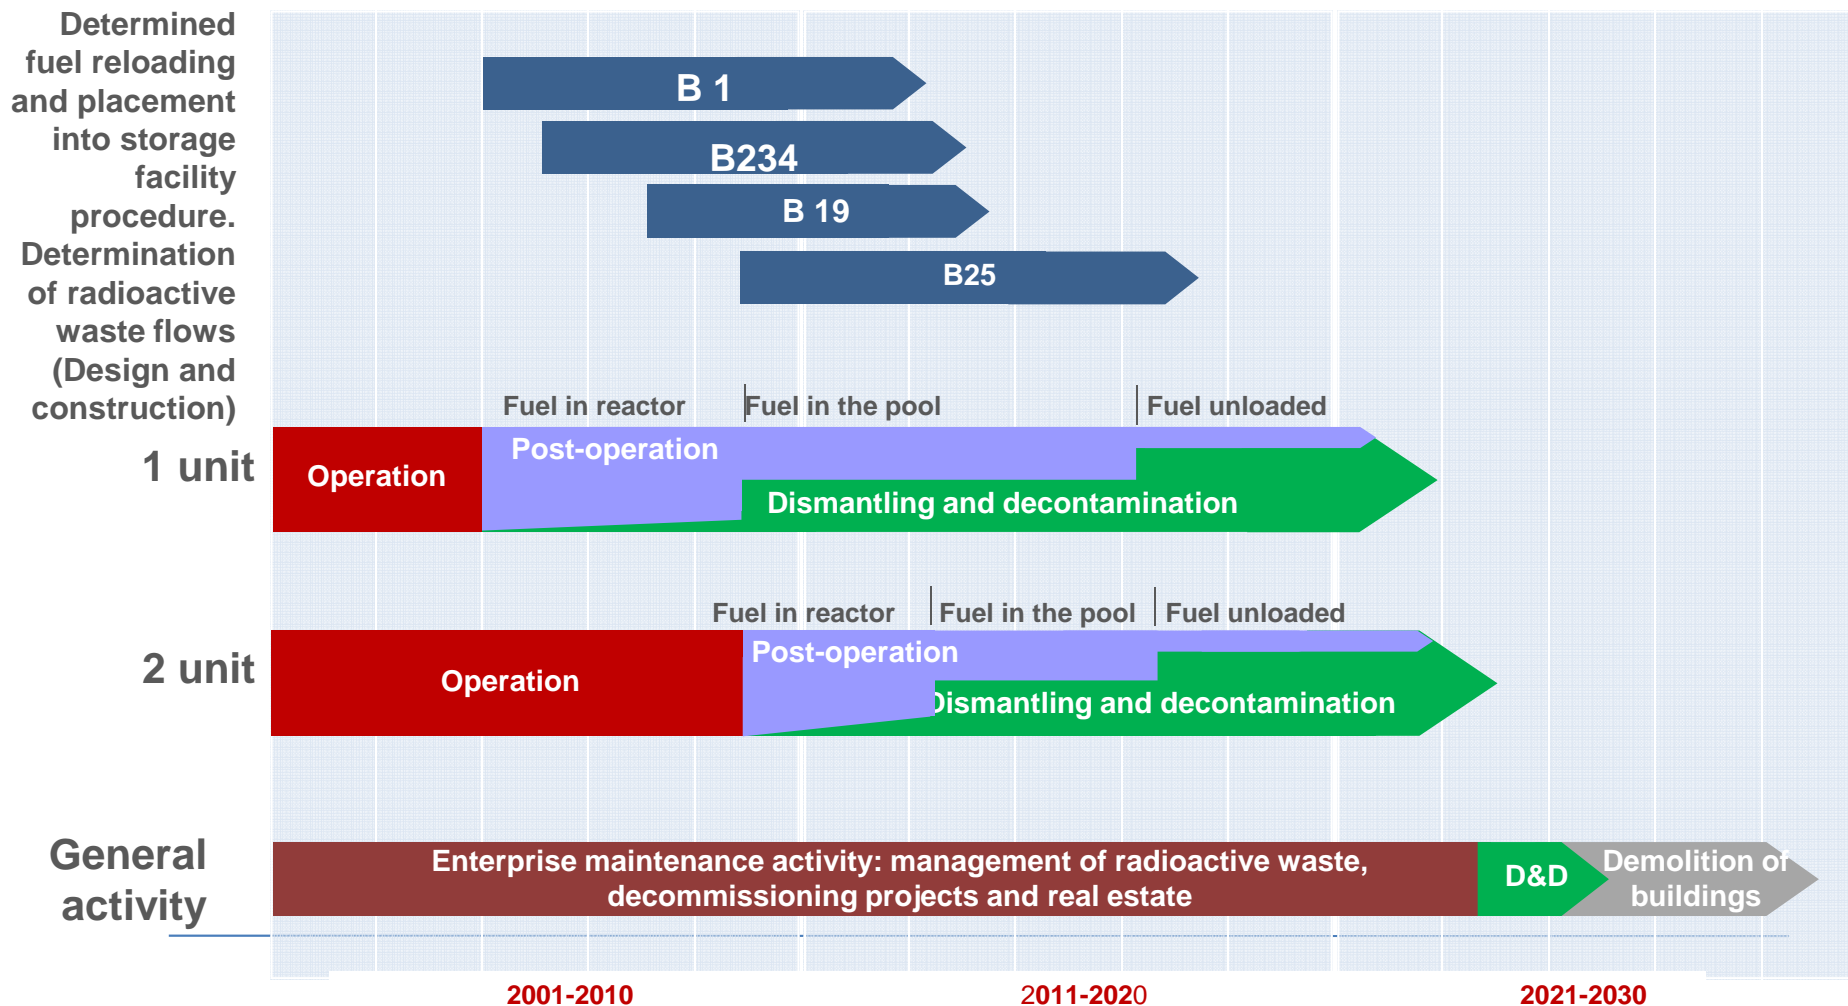 Determined
fuel reloading
and placement
into storage
facility
procedure.
Determination
of radioactive
waste flows
(Design and
construction)
B 1
B234
B 19
B25
Fuel in reactor
Fuel in the pool
Fuel unloaded
1 unit
Operation
Post-operation
Dismantling and decontamination
Fuel in reactor
Fuel in the pool
Fuel unloaded
2 unit
Operation
Post-operation
Dismantling and decontamination
General
activity
Enterprise maintenance activity: management of radioactive waste,
decommissioning projects and real estate
D&D
Demolition of
buildings
2001-2010
2011-2020
2021-2030